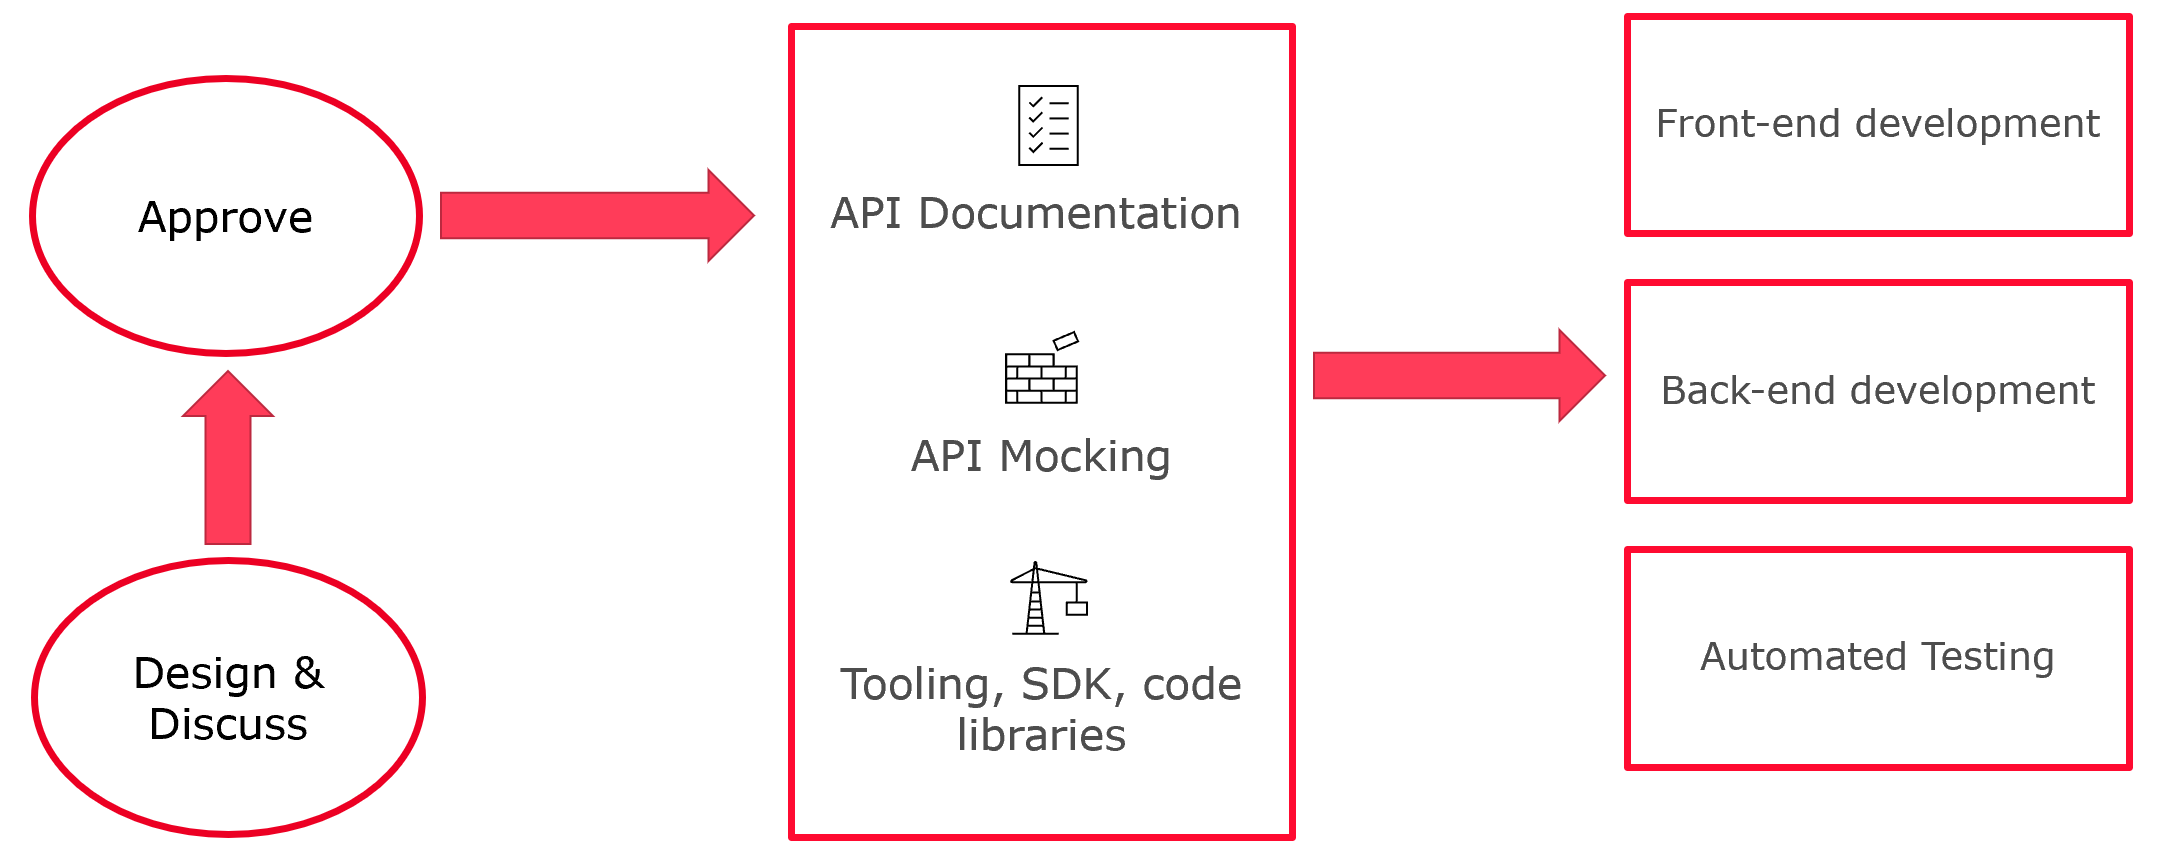 Approve
Design &
Discuss
API Documentation
API Mocking
Tooling, SDK, code
libraries
Front-end development
Back-end development
Automated Testing